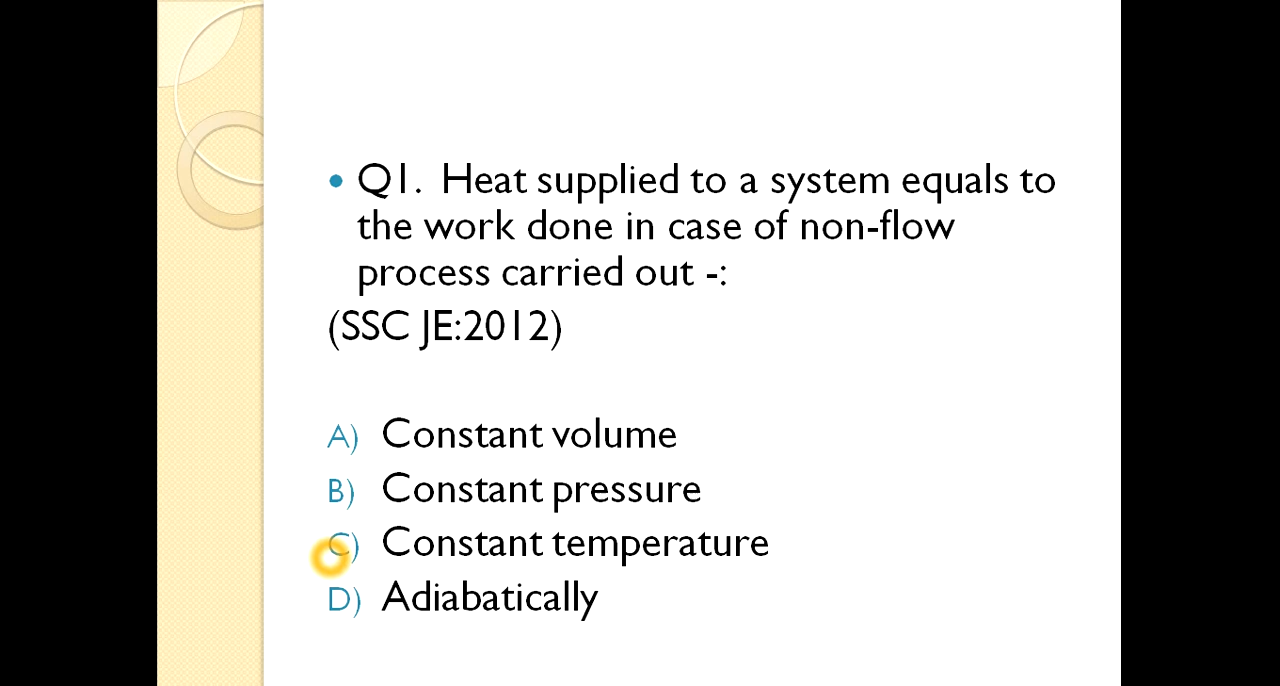 • Q1. Heat supplied to a system equals to
the work done in case of non-flow
process carried out -:
(SSC JE:2012)
A) Constant volume
B) Constant pressure
C) Constant temperature
D) Adiabatically